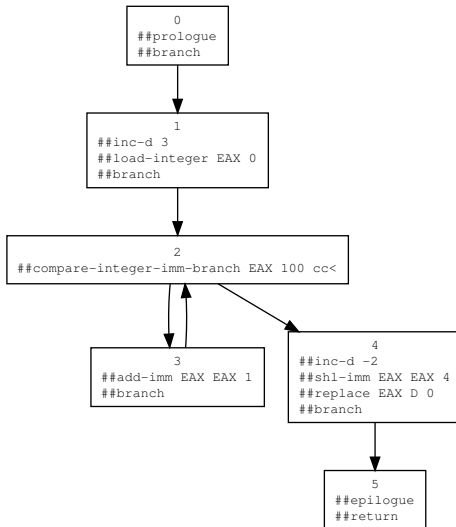 0
##prologue
##branch
1
##inc-d 3
##load-integer EAX 0
##branch
2
##compare-integer-imm-branch EAX 100 cc<
3
##add-imm EAX EAX 1
##branch
4
##inc-d -2
##shl-imm EAX EAX 4
##replace EAX D 0
##branch
5
##epilogue
##return